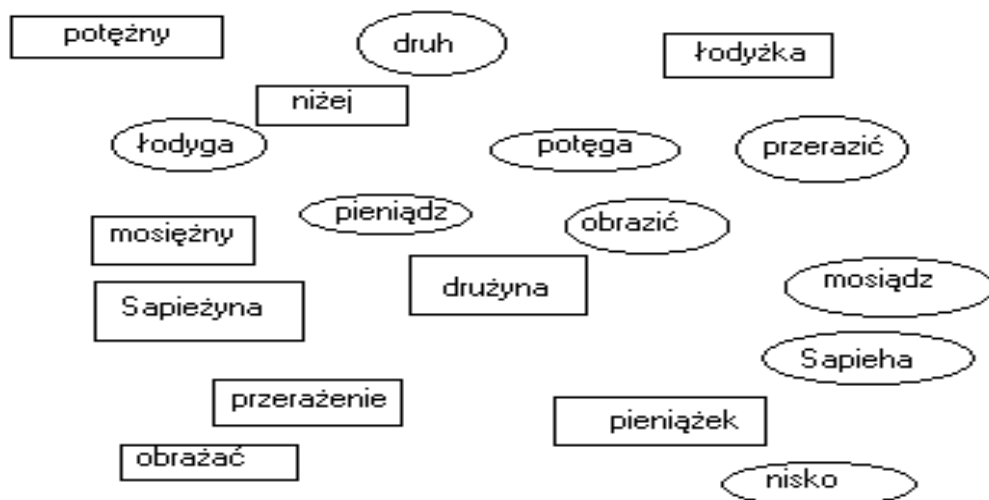 potężny
druh
łodyżka
niżej
łodyga
potęga
przerazić
pieniądz
obrazić
mosiężny
drużyna
mosiądz
Sapieżyna
Sapieha
przerażenie
pieniążek
obrażać
nisko